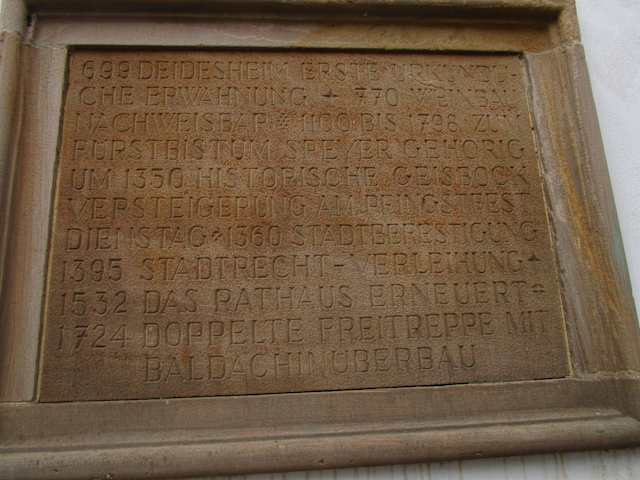 699 DEIDESHEIM ERSTE URKUNDLI-
CHE ERWÄHNUNG * 770 WEINBAU
NACHWEISBAR * 1100 BIS 1798 ZUM
FÜRSTBISTUM SPEYER GEHÖRIG
UM 1350 HISTORISCHE GEISBOCK
VERSTEIGERUNG AM PFINGSTFEST
DIENSTAG * 1360 STADTBEFESTIGUNG
1395 STADTRECHT-VERLEIHUNG *
1532 DAS RATHAUS ERNEUERT *
1724 DOPPELTE FREITREPPE MIT
BALDACHINÜBERBAU